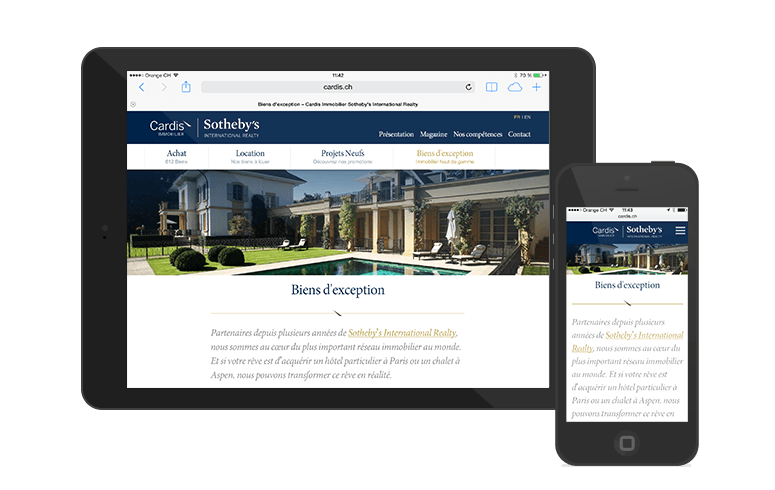 Orange CH
11:42
70 %
cardis.ch
Biens d'exception – Cardis Immobilier Sotheby's International Realty
FR | EN
Cardis
IMMOBILIER
Sotheby's
INTERNATIONAL REALTY
Présentation Magazine Nos compétences Contact
Achat
612 Biens
Location
Nos biens à louer
Projets Neufs
Découvrez nos promotions
Biens d'exception
Immobilier haut de gamme
Biens d'exception
Partenaires depuis plusieurs années de Sotheby's International Realty,
nous sommes au cœur du plus important réseau immobilier au monde.
Et si votre rêve est d'acquérir un hôtel particulier à Paris ou un chalet à
Aspen, nous pouvons transformer ce rêve en réalité.
Orange CH
11:43
cardis.ch
Cardis
IMMOBILIER
Sotheby's
INTERNATIONAL REALTY
Biens d'exception
Partenaires depuis plusieurs
années de Sotheby's International
Realty, nous sommes au cœur du
plus important réseau immobilier
au monde. Et si votre rêve est
d'acquérir un hôtel particulier à
Paris ou un chalet à Aspen, nous
pouvons transformer ce rêve en